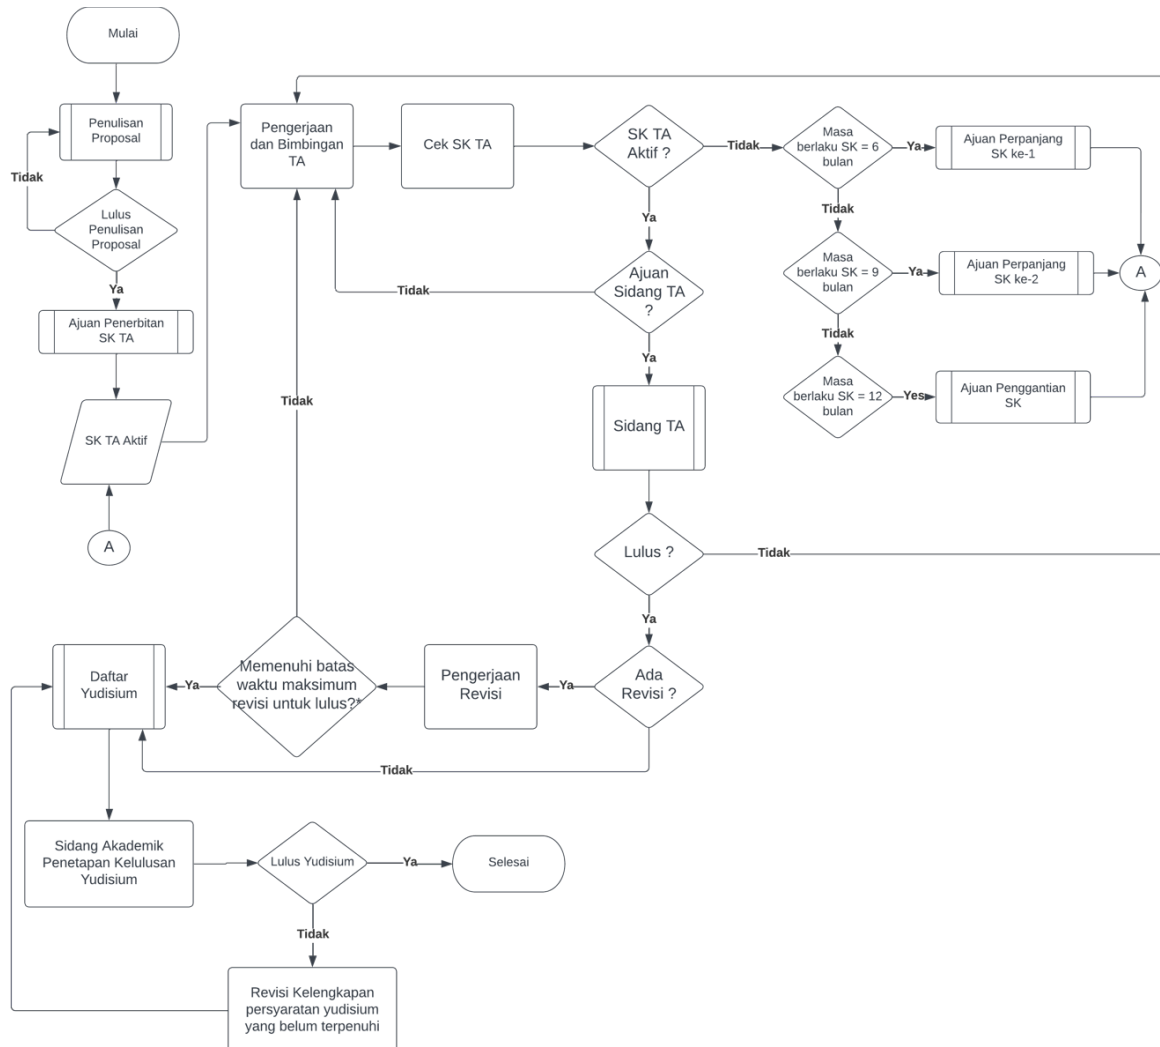 Mulai
Penulisan
Proposal
Tidak
Lulus
Penulisan
Proposal
Ya
Ajuan Penerbitan
SK TA
SK TA Aktif
A
Pengerjaan
dan Bimbingan
TA
Cek SK TA
SK TA
Aktif ?
Tidak
Masa
berlaku SK = 6
bulan
Ya
Ajuan Perpanjang
SK ke-1
Ya
Tidak
Ajuan
Sidang TA
?
Tidak
Masa
berlaku SK = 9
bulan
Ya
Ajuan Perpanjang
SK ke-2
A
Ya
Tidak
Masa
berlaku SK = 12
bulan
Yes
Ajuan Penggantian
SK
Tidak
Sidang TA
Lulus ?
Tidak
Ya
Ada
Revisi ?
Ya
Pengerjaan
Revisi
Memenuhi batas
waktu maksimum
revisi untuk lulus?*
Ya
Daftar
Yudisium
Tidak
Sidang Akademik
Penetapan Kelulusan
Yudisium
Lulus Yudisium
Ya
Selesai
Tidak
Revisi Kelengkapan
persyaratan yudisium
yang belum terpenuhi